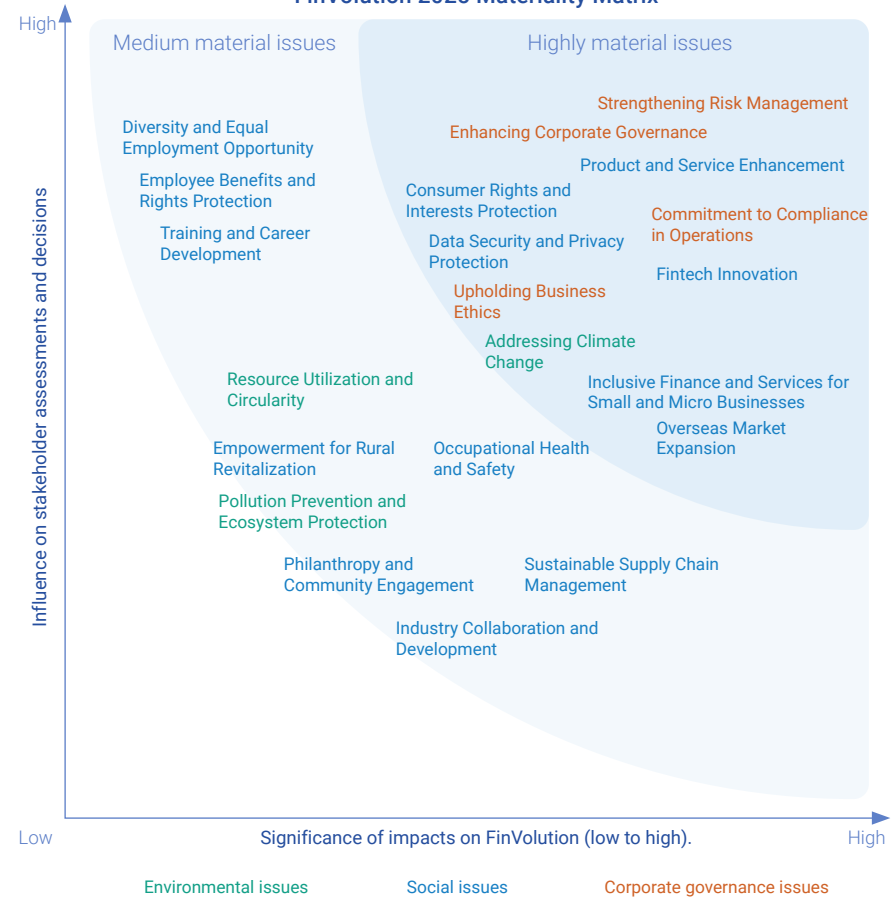 FinVolution 2023 Materiality Matrix
High
Medium material issues
Highly material issues
Strengthening Risk Management
Diversity and Equal
Employment Opportunity
Enhancing Corporate Governance
Product and Service Enhancement
Employee Benefits and
Rights Protection
Consumer Rights and
Interests Protection
Commitment to Compliance
in Operations
Training and Career
Development
Data Security and Privacy
Protection
Fintech Innovation
Upholding Business
Ethics
Addressing Climate
Change
Resource Utilization and
Circularity
Inclusive Finance and Services for
Small and Micro Businesses
Overseas Market
Expansion
Empowerment for Rural
Revitalization
Occupational Health
and Safety
Pollution Prevention and
Ecosystem Protection
Philanthropy and
Community Engagement
Sustainable Supply Chain
Management
Industry Collaboration and
Development
Influence on stakeholder assessments and decisions
Low
Significance of impacts on FinVolution (low to high).
High
Environmental issues
Social issues
Corporate governance issues